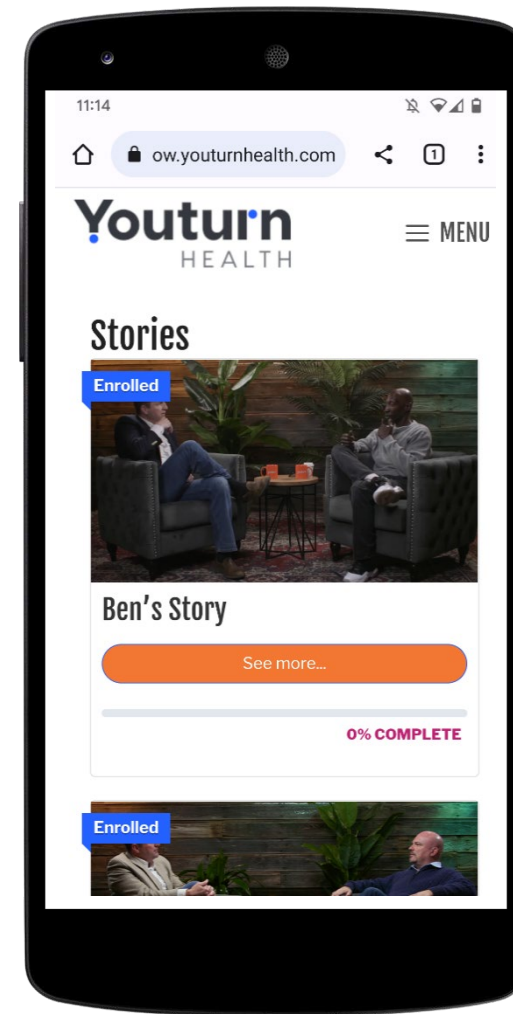 11:14
ow.youturnhealth.com
1
Youturn
HEALTH
MENU
Stories
Enrolled
Ben's Story
See more...
0% COMPLETE
Enrolled